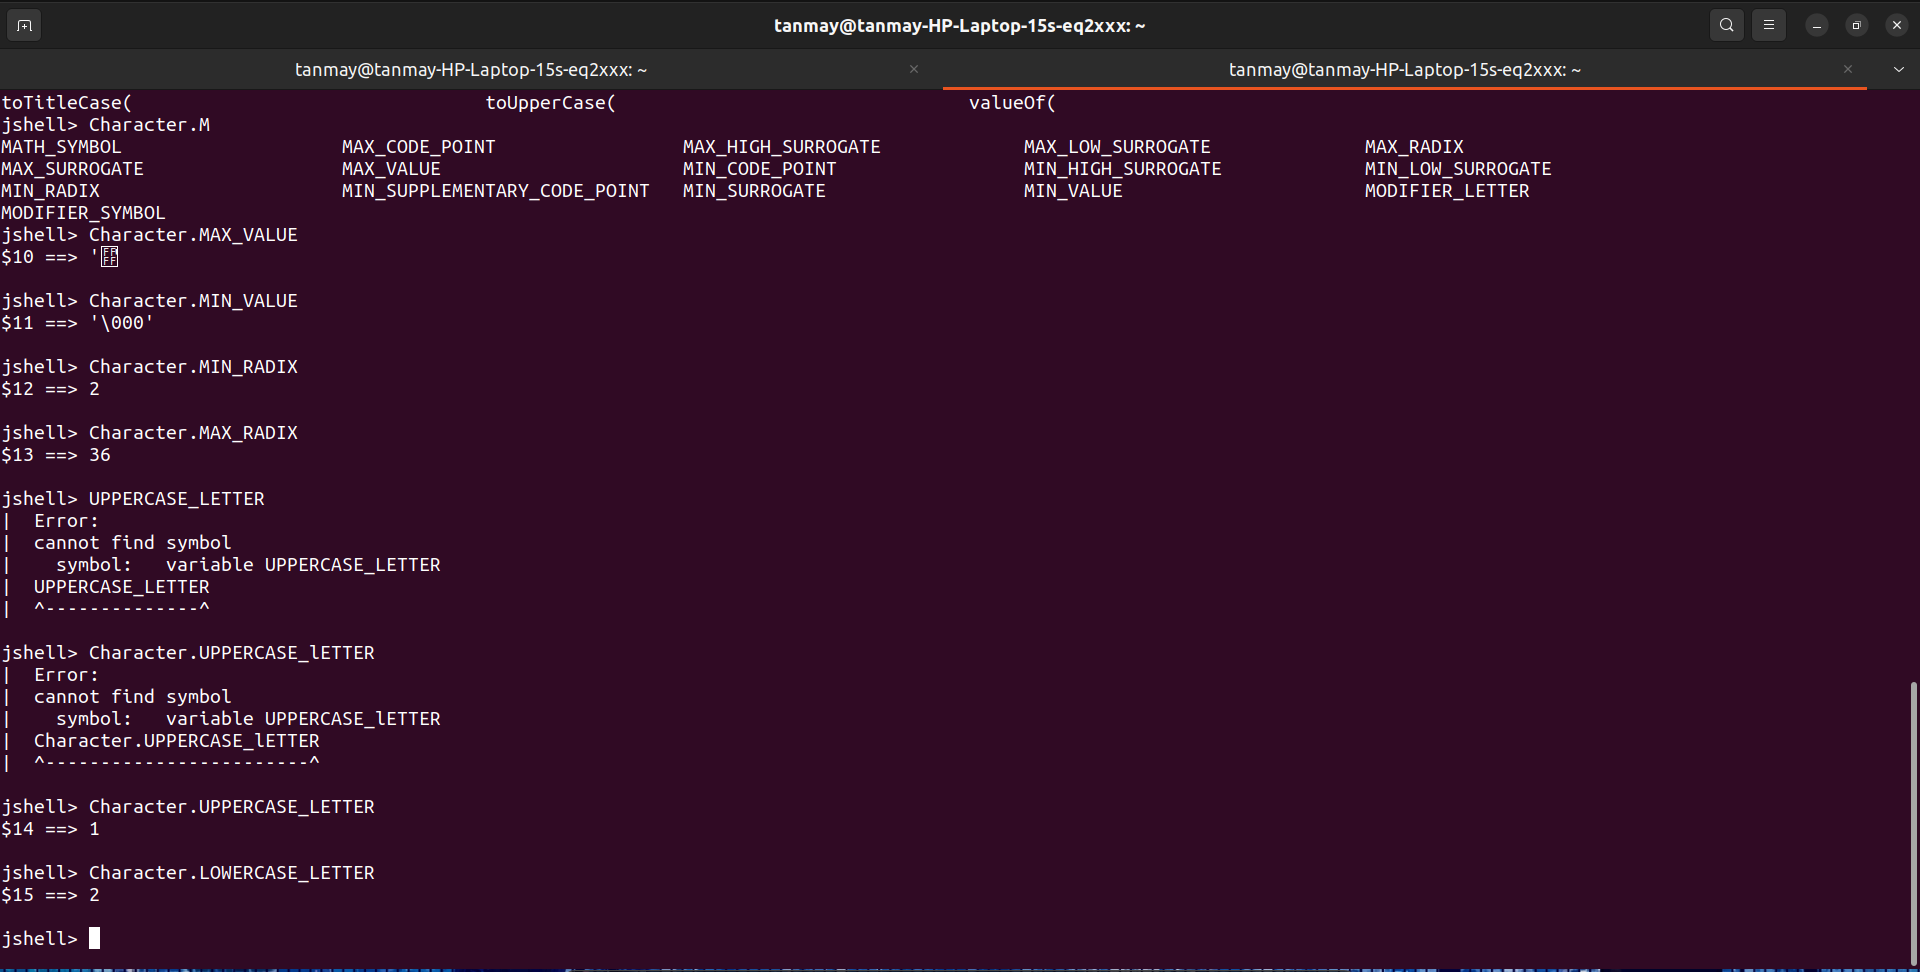 tanmay@tanmay-HP-Laptop-15s-eq2xxx: ~
tanmay@tanmay-HP-Laptop-15s-eq2xxx: ~ tanmay@tanmay-HP-Laptop-15s-eq2xxx: ~
toTitleCase( toUpperCase( valueOf(
jshell> Character.M
MATH_SYMBOL MAX_CODE_POINT MAX_HIGH_SURROGATE MAX_LOW_SURROGATE MAX_RADIX
MAX_SURROGATE MAX_VALUE MIN_CODE_POINT MIN_HIGH_SURROGATE MIN_LOW_SURROGATE
MIN_RADIX MIN_SUPPLEMENTARY_CODE_POINT MIN_SURROGATE MIN_VALUE MODIFIER_LETTER
MODIFIER_SYMBOL
jshell> Character.MAX_VALUE
$10 ==> 'FFFF
jshell> Character.MIN_VALUE
$11 ==> '\000'
jshell> Character.MIN_RADIX
$12 ==> 2
jshell> Character.MAX_RADIX
$13 ==> 36
jshell> UPPERCASE_LETTER
| Error:
| cannot find symbol
| symbol: variable UPPERCASE_LETTER
| UPPERCASE_LETTER
| ^--------------^
jshell> Character.UPPERCASE_lETTER
| Error:
| cannot find symbol
| symbol: variable UPPERCASE_lETTER
| Character.UPPERCASE_lETTER
| ^------------------------^
jshell> Character.UPPERCASE_LETTER
$14 ==> 1
jshell> Character.LOWERCASE_LETTER
$15 ==> 2
jshell>